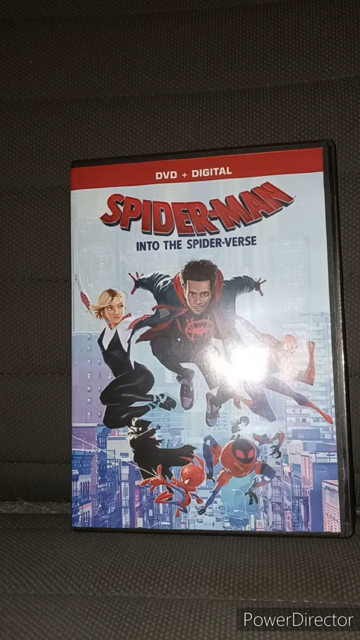 DVD + DIGITAL
SPIDER-MAN
INTO THE SPIDER-VERSE
PowerDirector